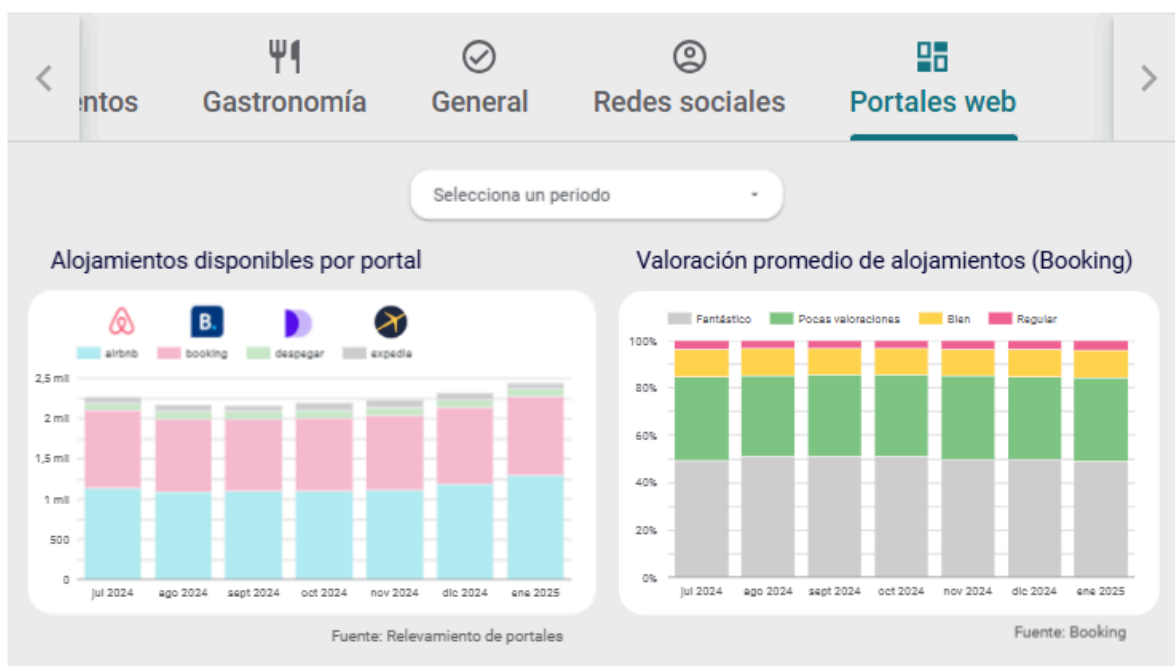 entos Gastronomía General Redes sociales Portales web
Selecciona un periodo
Alojamientos disponibles por portal
B.
airbnb booking despegar expedia
2,5 mil
2 mil
1,5 mil
1 mil
500
0
jul 2024 ago 2024 sept 2024 oct 2024 nov 2024 dic 2024 ene 2025
Fuente: Relevamiento de portales
Valoración promedio de alojamientos (Booking)
Fantástico Pocas valoraciones Bien Regular
100%
80%
60%
40%
20%
0%
jul 2024 ago 2024 sept 2024 oct 2024 nov 2024 dic 2024 ene 2025
Fuente: Booking